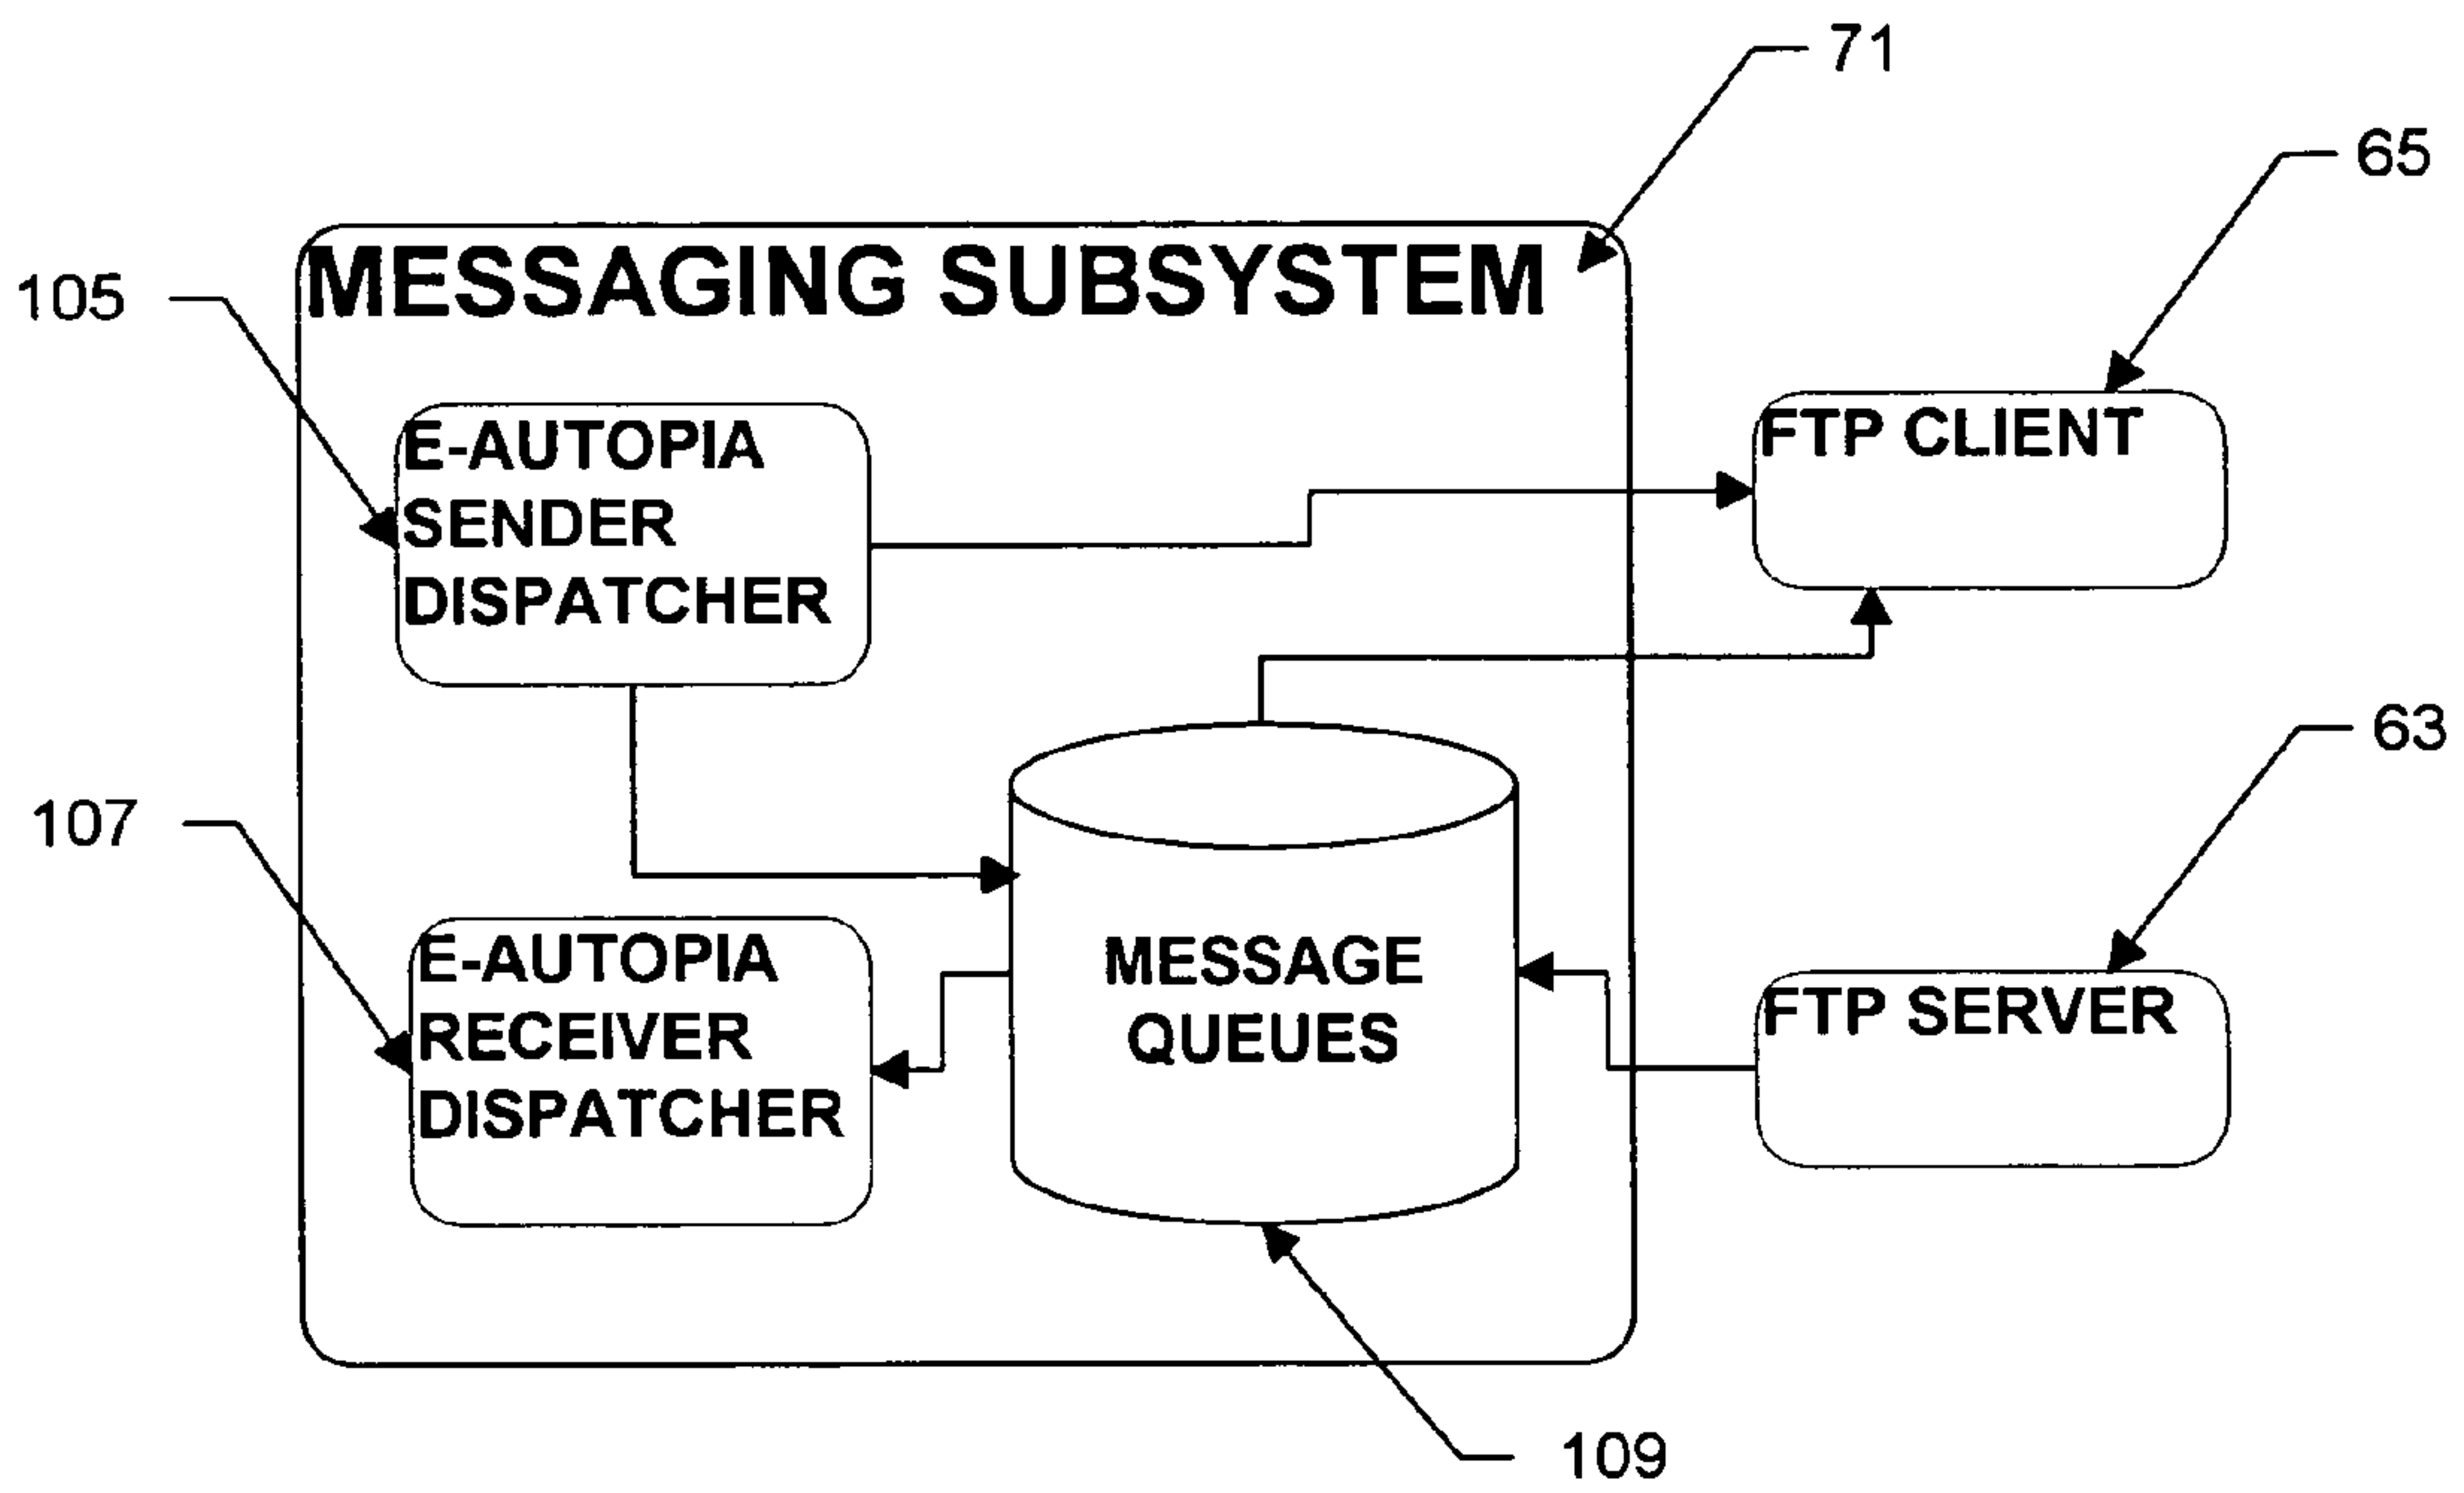 71
65
MESSAGING SUBSYSTEM
105
E-AUTOPIA
SENDER
DISPATCHER
FTP CLIENT
63
107
E-AUTOPIA
RECEIVER
DISPATCHER
MESSAGE
QUEUES
FTP SERVER
109